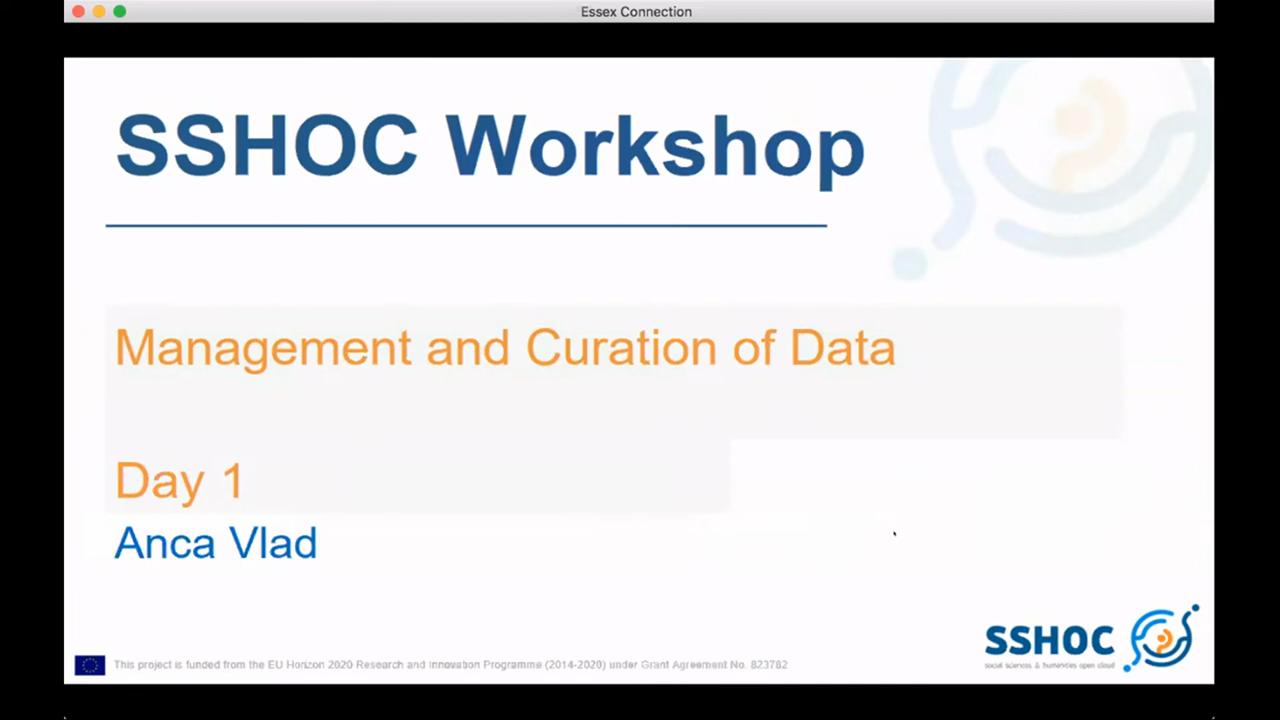 Essex Connection
SSHOC Workshop
Management and Curation of Data
Day 1
Anca Vlad
SSHOC
social sciences & humanities open cloud
This project is funded from the EU Horizon 2020 Research and Innovation Programme (2014-2020) under Grant Agreement No. 823782